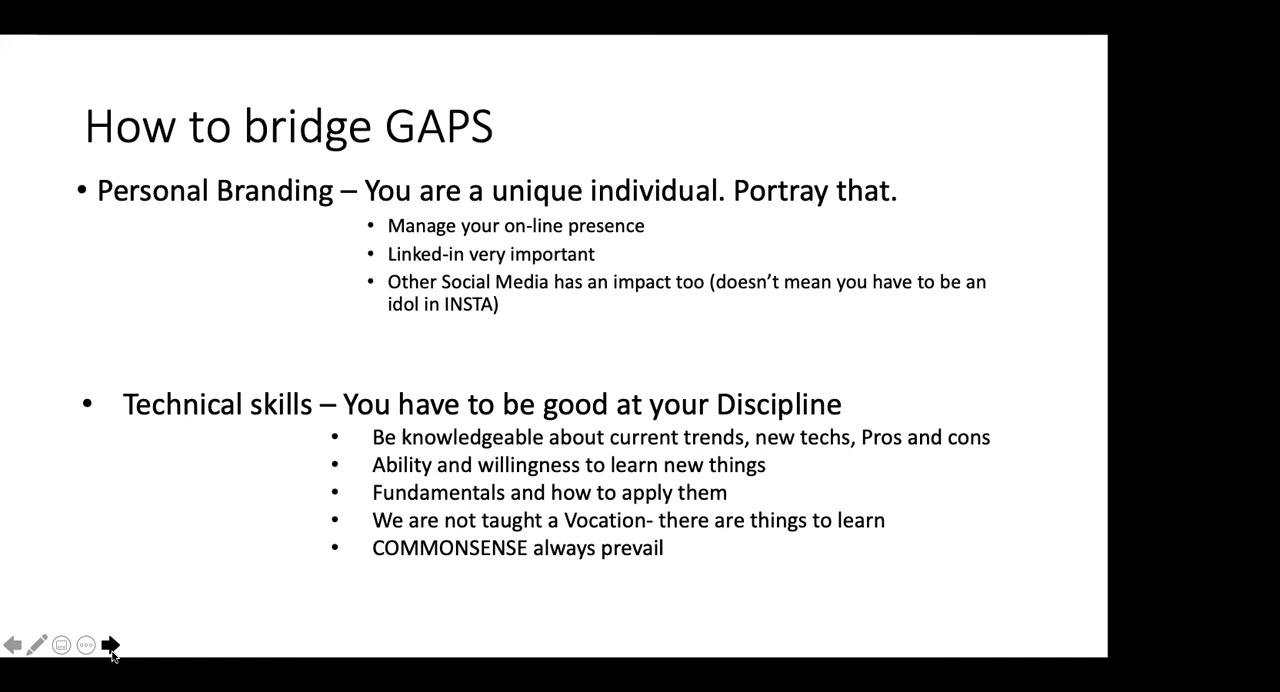 How to bridge GAPS
• Personal Branding – You are a unique individual. Portray that.
• Manage your on-line presence
• Linked-in very important
• Other Social Media has an impact too (doesn't mean you have to be an
idol in INSTA)
• Technical skills – You have to be good at your Discipline
• Be knowledgeable about current trends, new techs, Pros and cons
• Ability and willingness to learn new things
• Fundamentals and how to apply them
• We are not taught a Vocation- there are things to learn
• COMMONSENSE always prevail